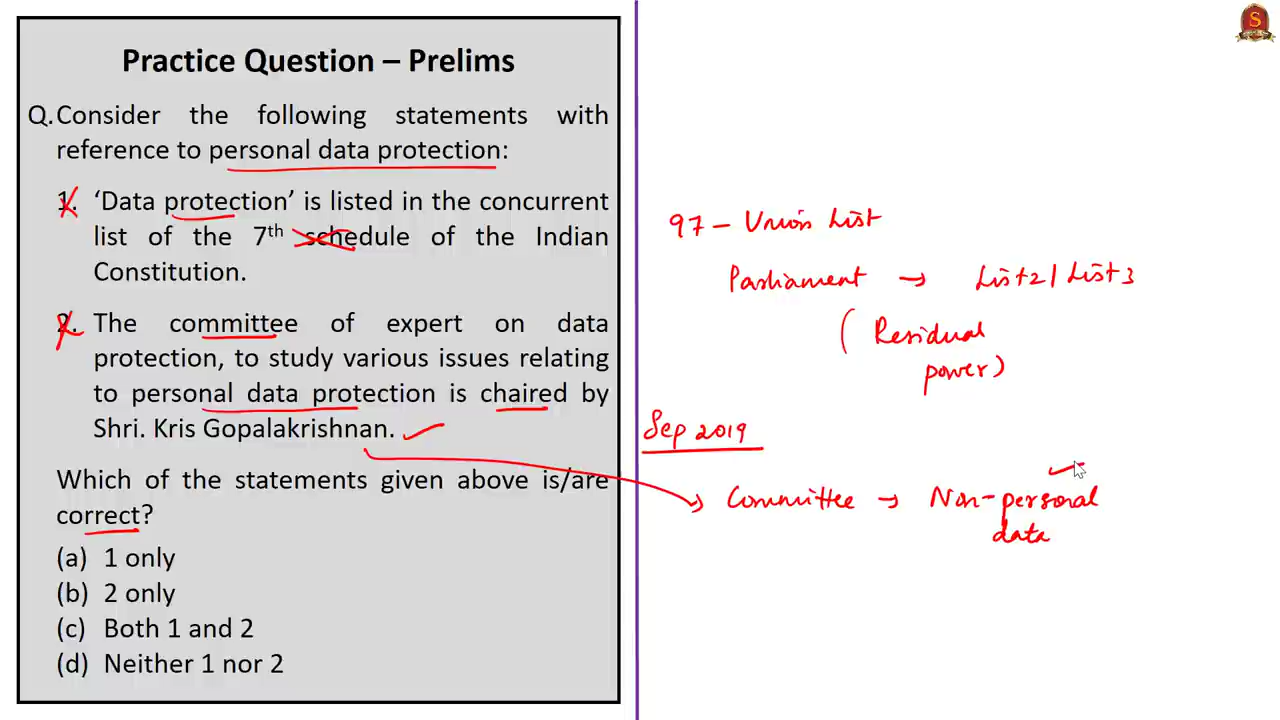 Practice Question – Prelims
Q. Consider the following statements with
reference to personal data protection:
1. ‘Data protection’ is listed in the concurrent
list of the 7th schedule of the Indian
Constitution.
2. The committee of expert on data
protection, to study various issues relating
to personal data protection is chaired by
Shri. Kris Gopalakrishnan.
Which of the statements given above is/are
correct?
(a) 1 only
(b) 2 only
(c) Both 1 and 2
(d) Neither 1 nor 2
97 – Union List
Parliament → List 2 / List 3
(Residual
power)
Sep 2019
→ Committee → Non-personal
data
S